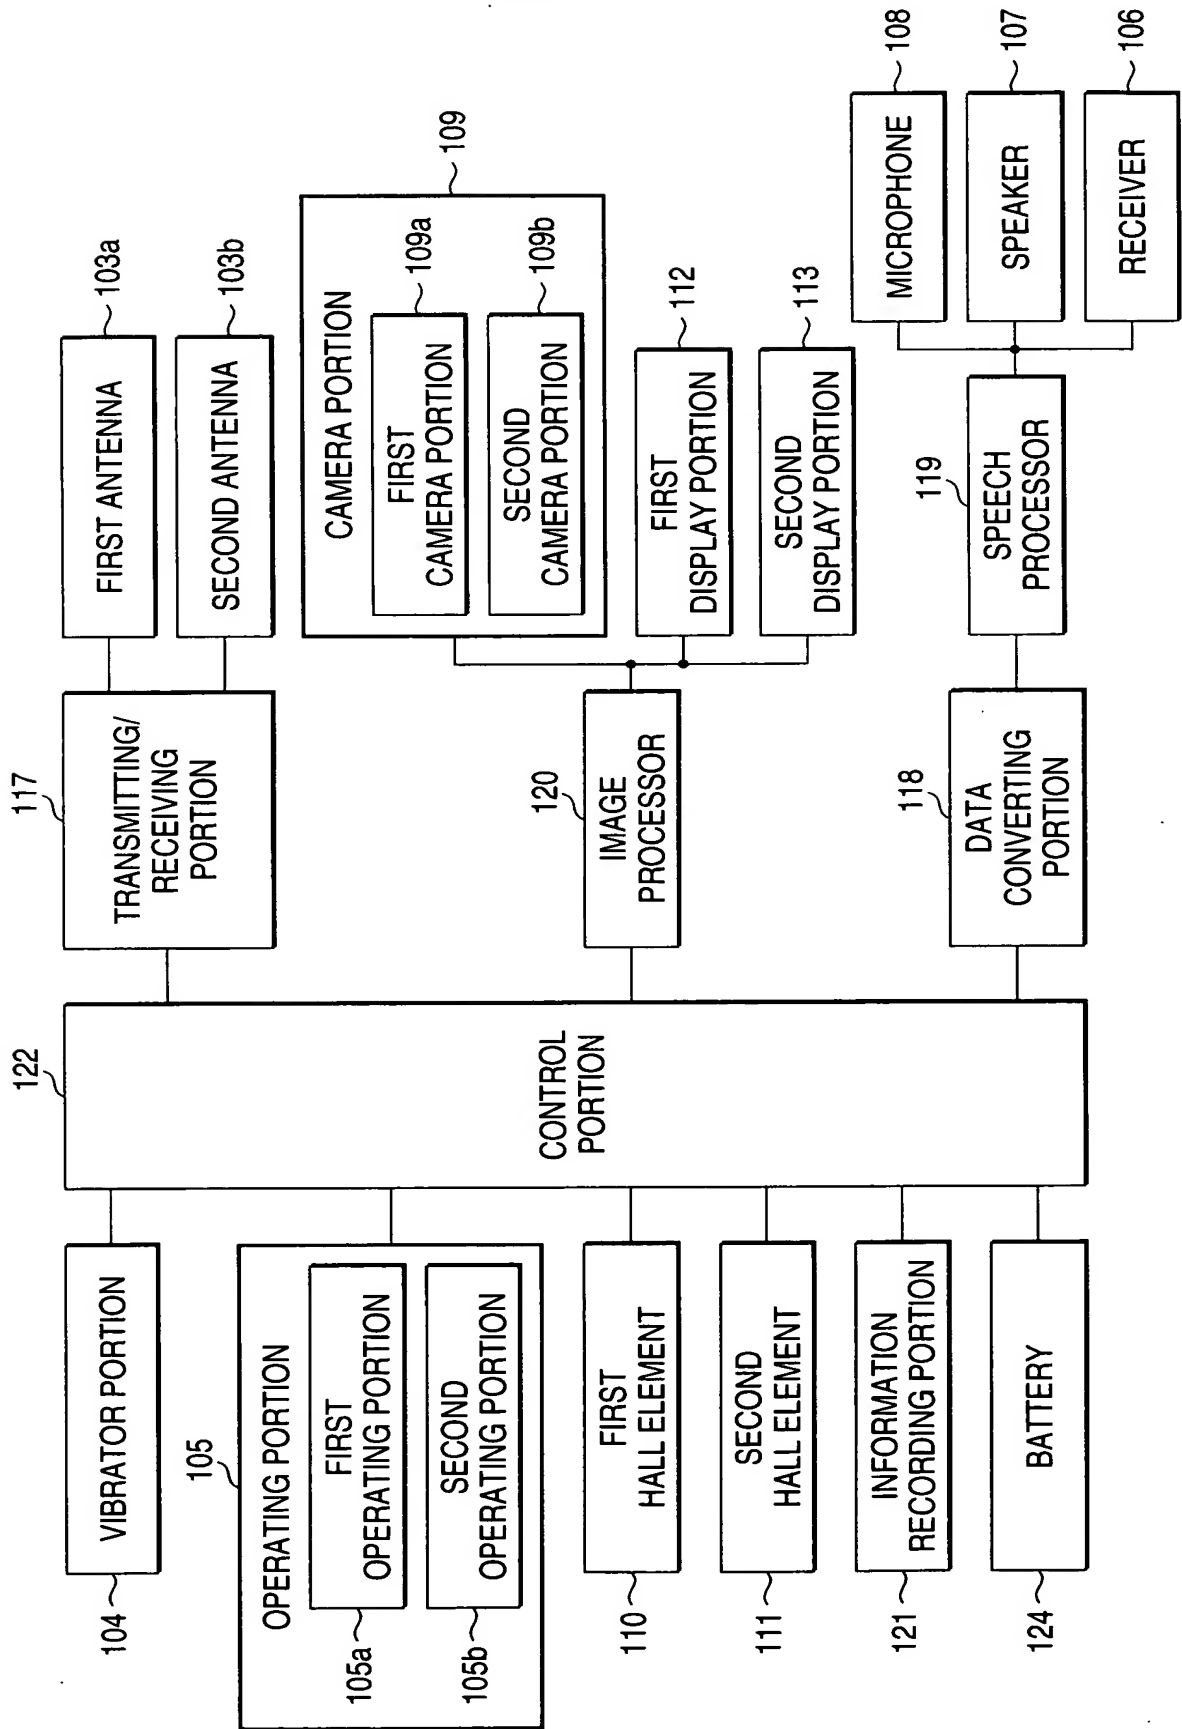 104
VIBRATOR PORTION
105
OPERATING PORTION
105a
FIRST
OPERATING PORTION
105b
SECOND
OPERATING PORTION
110
FIRST
HALL ELEMENT
111
SECOND
HALL ELEMENT
121
INFORMATION
RECORDING PORTION
124
BATTERY
122
CONTROL
PORTION
117
TRANSMITTING/
RECEIVING
PORTION
FIRST ANTENNA
103a
SECOND ANTENNA
103b
120
IMAGE
PROCESSOR
CAMERA PORTION
109
FIRST
CAMERA PORTION
109a
SECOND
CAMERA PORTION
109b
FIRST
DISPLAY PORTION
112
SECOND
DISPLAY PORTION
113
118
DATA
CONVERTING
PORTION
119
SPEECH
PROCESSOR
MICROPHONE
108
SPEAKER
107
RECEIVER
106